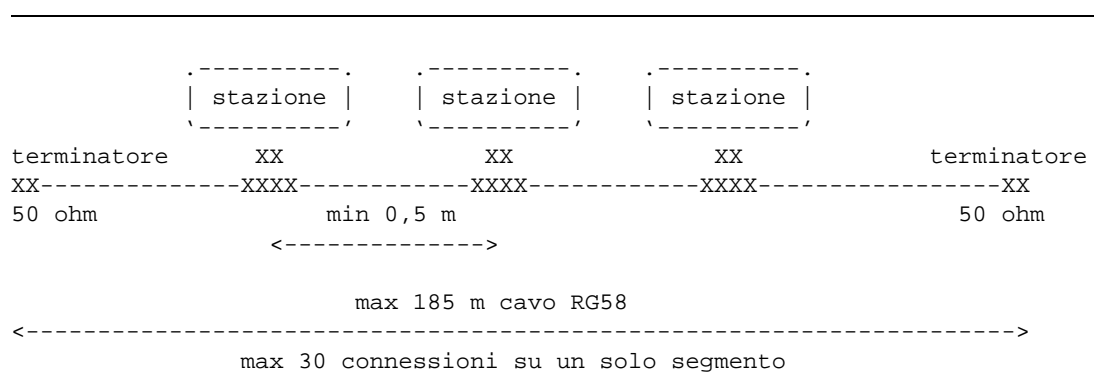 .----------. .----------. .----------.
| stazione | | stazione | | stazione |
`----------' `----------' `----------'
terminatore XX XX XX terminatore
XX--------------XXXX------------XXXX------------XXXX-----------------XX
50 ohm min 0,5 m 50 ohm
<-------------->
max 185 m cavo RG58
<--------------------------------------------------------------------->
max 30 connessioni su un solo segmento